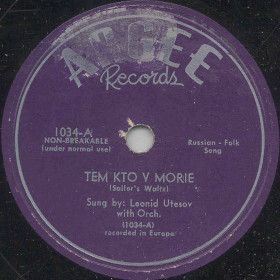 ARGEE
Records
1034-A
NON-BREAKABLE
(under normal use)
Russian - Folk
Song
TEM KTO V MORIE
(Sailor's Waltz)
Sung by: Leonid Utesov
with Orch.
(1034-A)
recorded in Europe